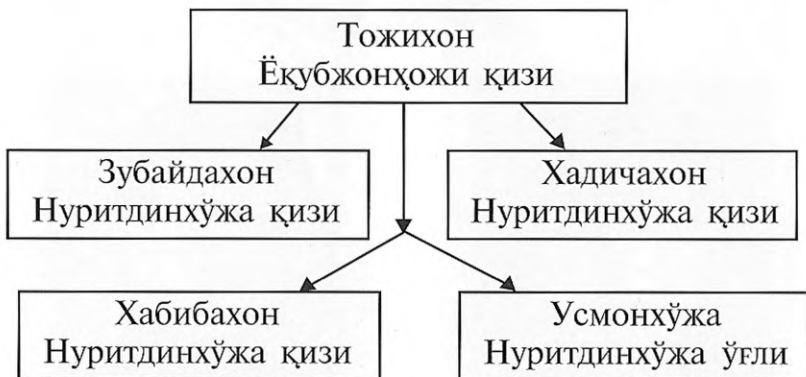 Тожихон
Ёқубжонҳожи қизи
Зубайдахон
Нуритдинхўжа қизи
Хадичахон
Нуритдинхўжа қизи
Хабибахон
Нуритдинхўжа қизи
Усмонхўжа
Нуритдинхўжа ўғли